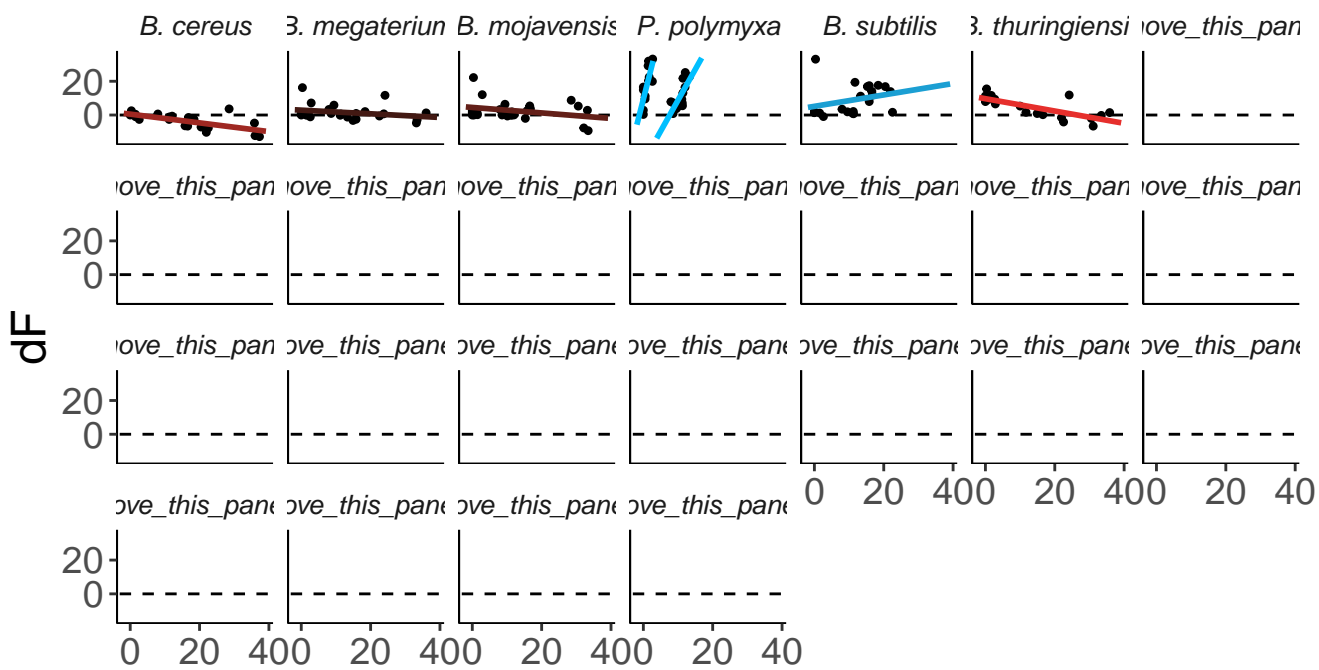 B. cereus B. megaterium B. mojavensis P. polymyxa B. subtilis B. thuringiensi ove_this_pan
20
0
ove_this_pan ove_this_pan ove_this_pan ove_this_pan ove_this_pan ove_this_pan ove_this_pan
20
0
dF
ove_this_pan ove_this_pane ove_this_pane ove_this_pane ove_this_pane ove_this_pane ove_this_pane
20
0
0 20 40 0 20 40 0 20 40
ove_this_pane ove_this_pane ove_this_pane ove_this_pane
20
0
0 20 40 0 20 40 0 20 40 0 20 40